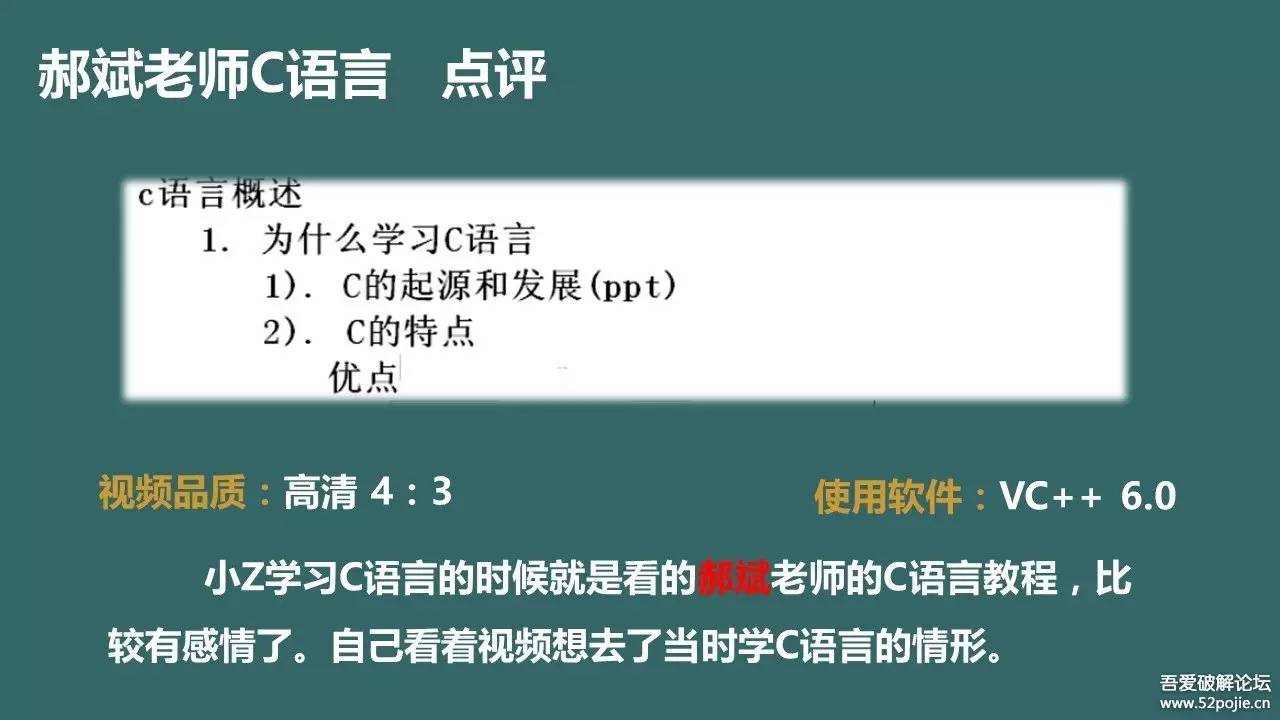 郝斌老师C语言 点评
c语言概述
1. 为什么学习C语言
1). C的起源和发展(ppt)
2). C的特点
优点
视频品质：高清 4：3
使用软件：VC++ 6.0
小Z学习C语言的时候就是看的郝斌老师的C语言教程，比
较有感情了。自己看着视频想去了当时学C语言的情形。
吾爱破解论坛
www.52pojie.cn